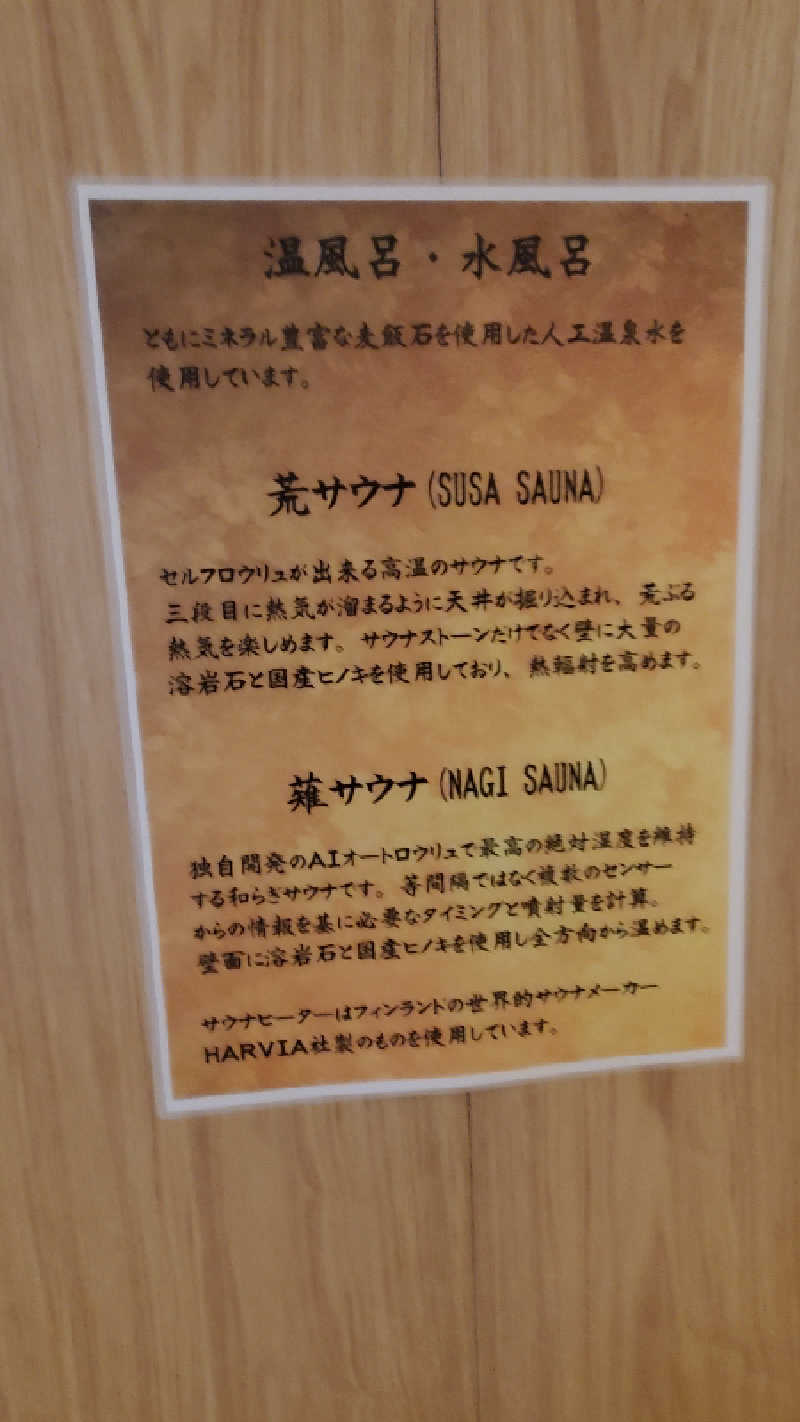 温風呂・水風呂
ともにミネラル豊富な麦飯石を使用した人工温泉水を
使用しています。
荒サウナ(SUSA SAUNA)
セルフロウリュが出来る高温のサウナです。
三段目に熱気が溜まるように天井が掘り込まれ、荒ぶる
熱気を楽しめます。サウナストーンだけでなく壁に大量の
溶岩石と国産ヒノキを使用しており、熱輻射を高めます。
薙サウナ(NAGI SAUNA)
独自開発のAIオートロウリュで最高の絶対湿度を維持
する和らぎサウナです。等間隔ではなく複数のセンサー
からの情報を基に必要なタイミングと噴射量を計算。
壁面に溶岩石と国産ヒノキを使用し全方向から温めます。
サウナヒーターはフィンランドの世界的サウナメーカー
HARVIA社製のものを使用しています。